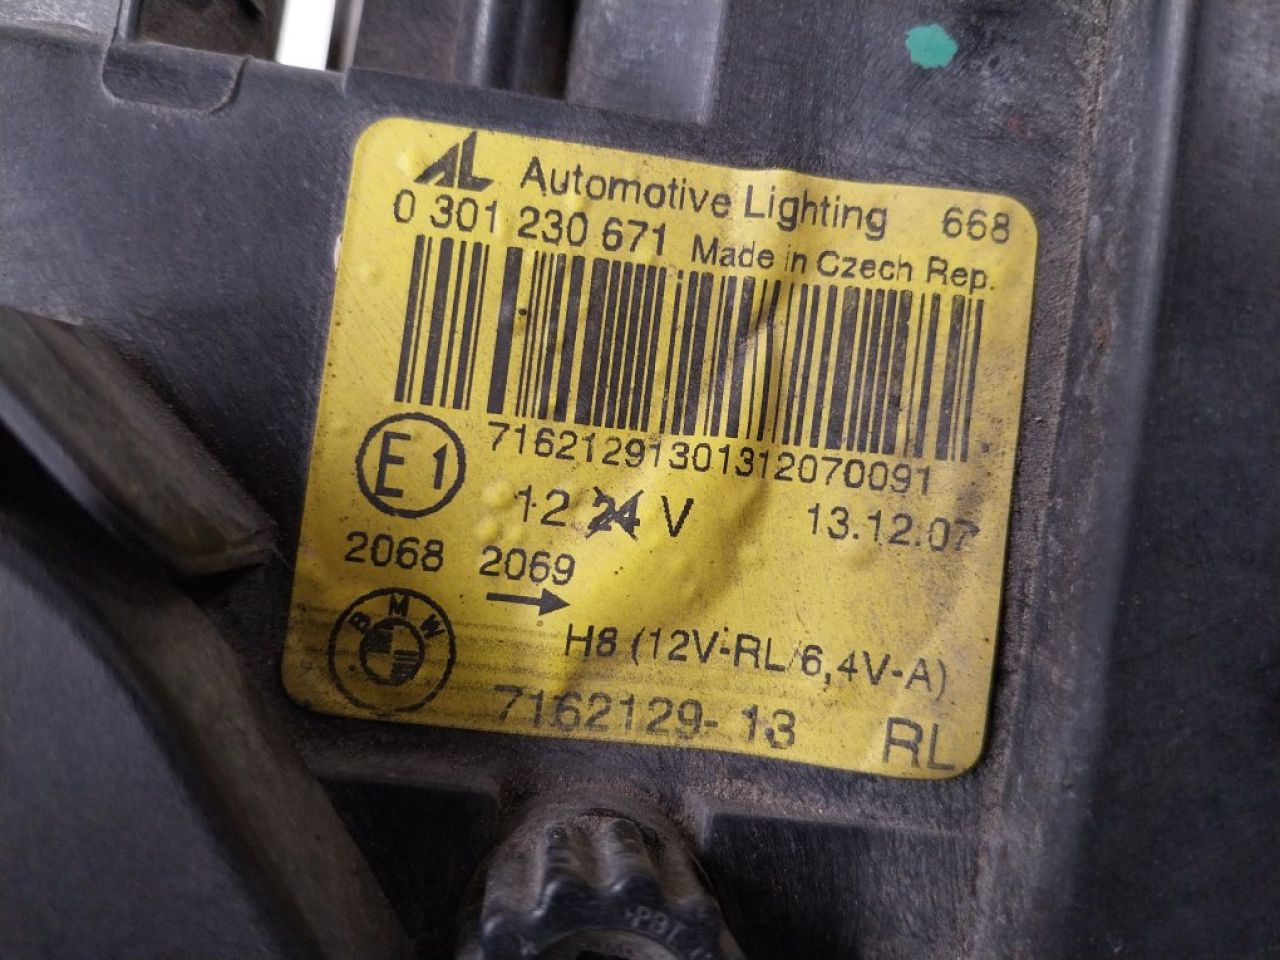 AL Automotive Lighting 668
0 301 230 671 Made in Czech Rep.
71621291301312070091
E1 12 24 V 13.12.07
2068 2069
BMW H8 (12V-RL/6,4V-A)
7162129-13 RL
PBT